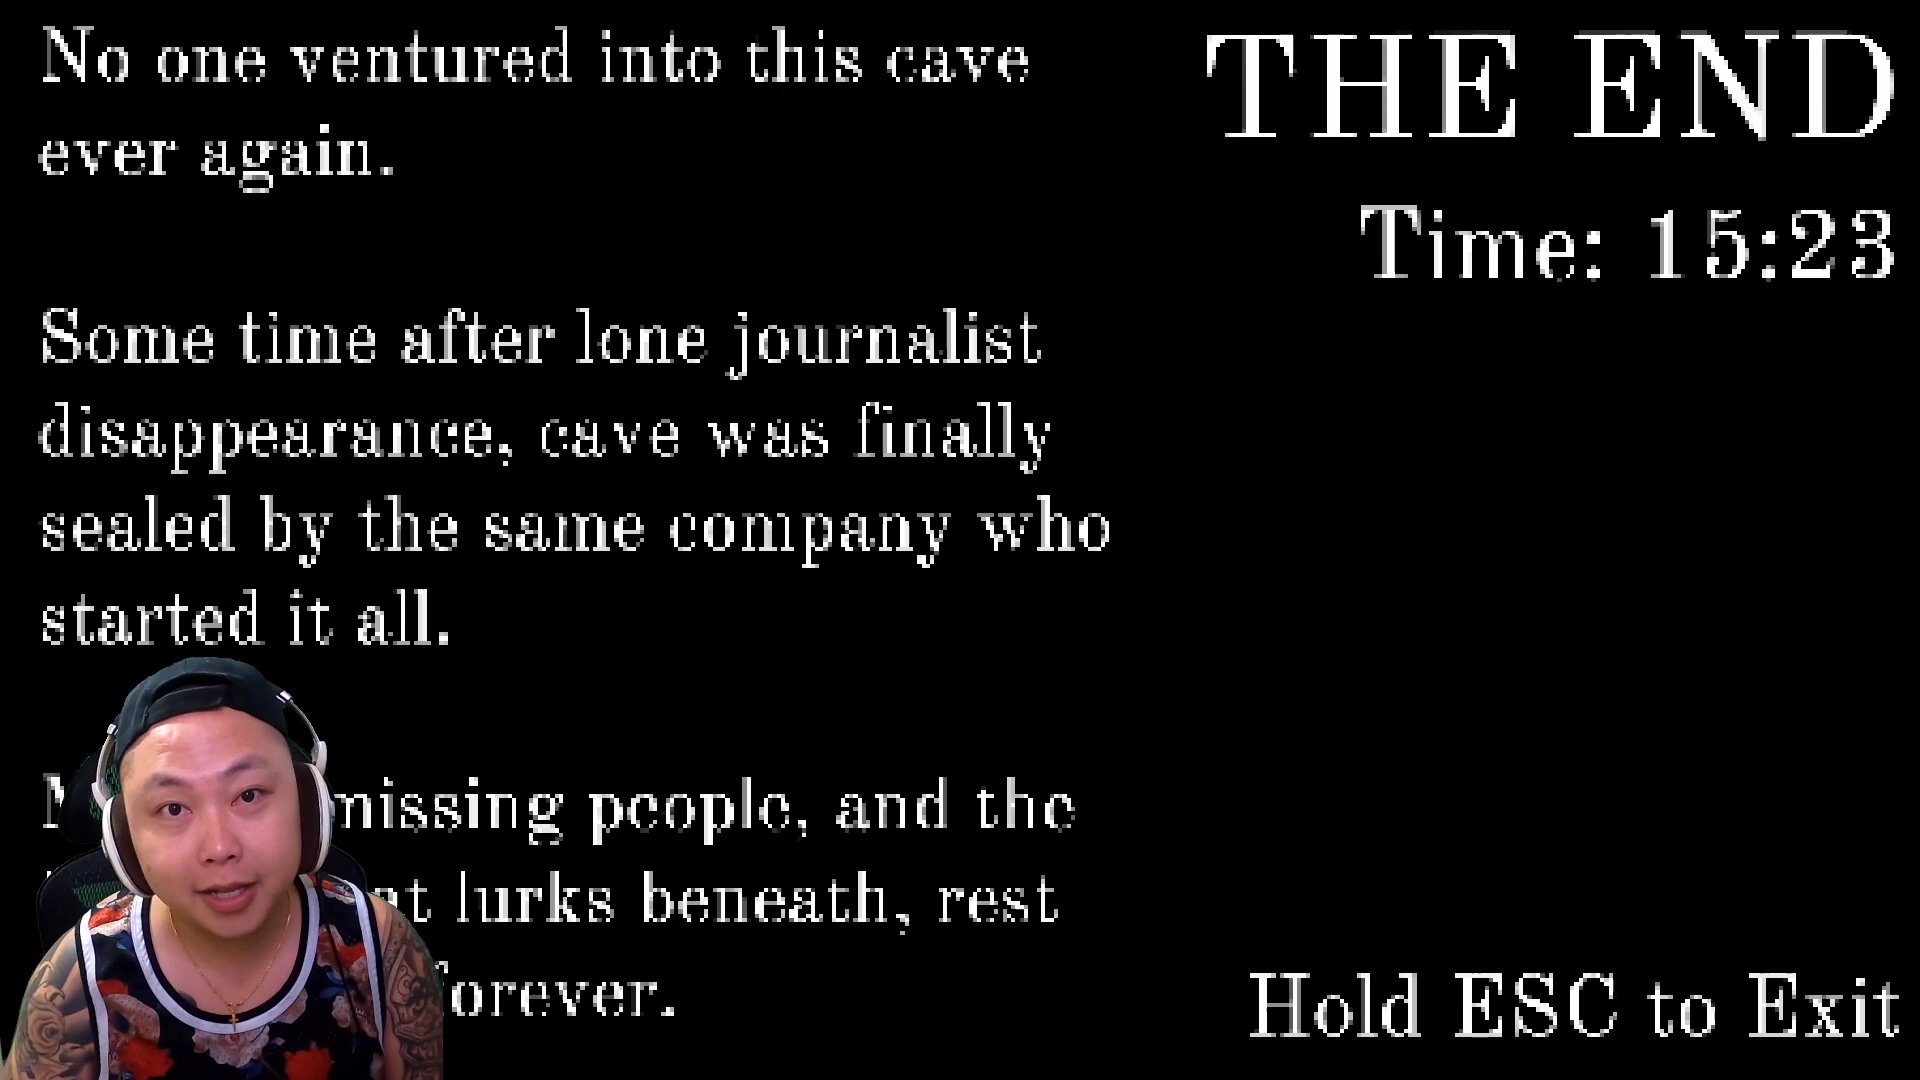 No one ventured into this cave
ever again.
Some time after lone journalist
disappearance, cave was finally
sealed by the same company who
started it all.
missing people, and the
lurks beneath, rest
forever.
THE END
Time: 15:23
Hold ESC to Exit